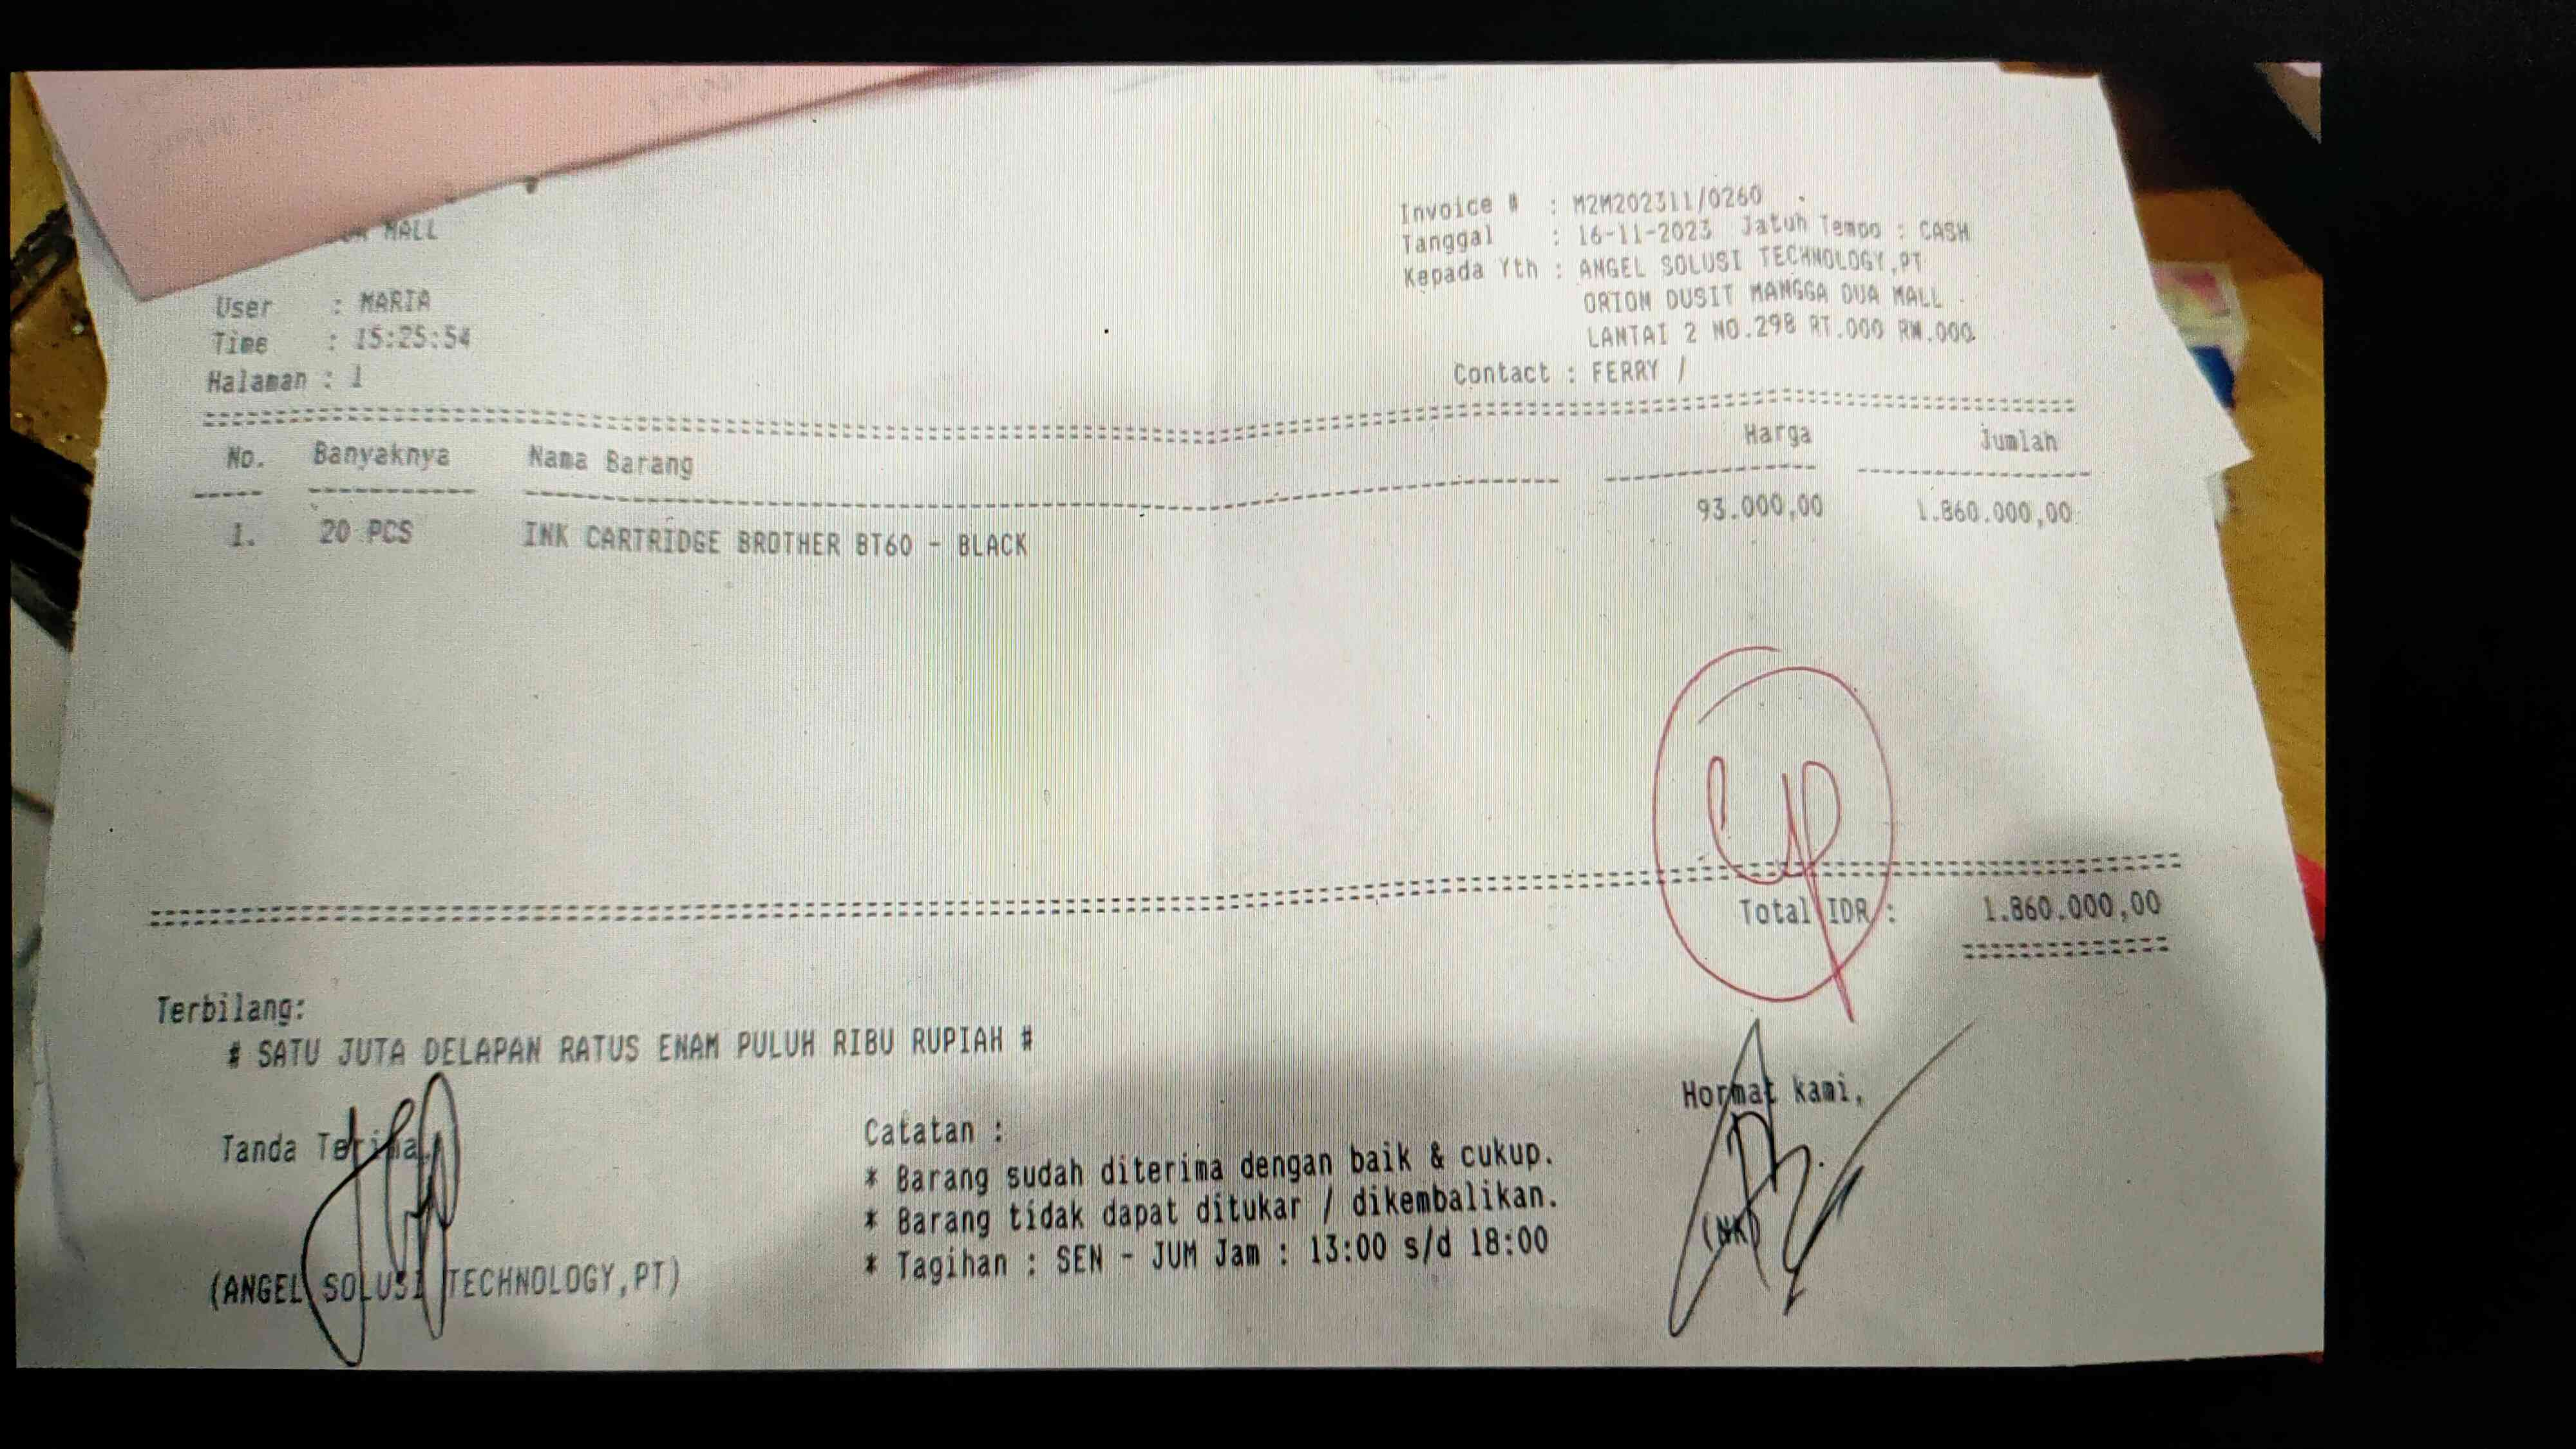 MALL
User : MARIA
Time : 15:25:54
Halaman : 1
Invoice # : M2M202311/0260
Tanggal : 16-11-2023 Jatuh Tempo : CASH
Kepada Yth : ANGEL SOLUSI TECHNOLOGY,PT
ORION DUSIT MANGGA DUA MALL
LANTAI 2 NO.298 RT.000 RW.000
Contact : FERRY /
No. Banyaknya Nama Barang Harga Jumlah
1. 20 PCS INK CARTRIDGE BROTHER BT60 - BLACK 93.000,00 1.860.000,00
Total IDR : 1.860.000,00
Terbilang:
# SATU JUTA DELAPAN RATUS ENAM PULUH RIBU RUPIAH #
Tanda Terima,
(ANGEL SOLUSI TECHNOLOGY,PT)
Catatan :
* Barang sudah diterima dengan baik & cukup.
* Barang tidak dapat ditukar / dikembalikan.
* Tagihan : SEN - JUM Jam : 13:00 s/d 18:00
Hormat kami,
(NK)